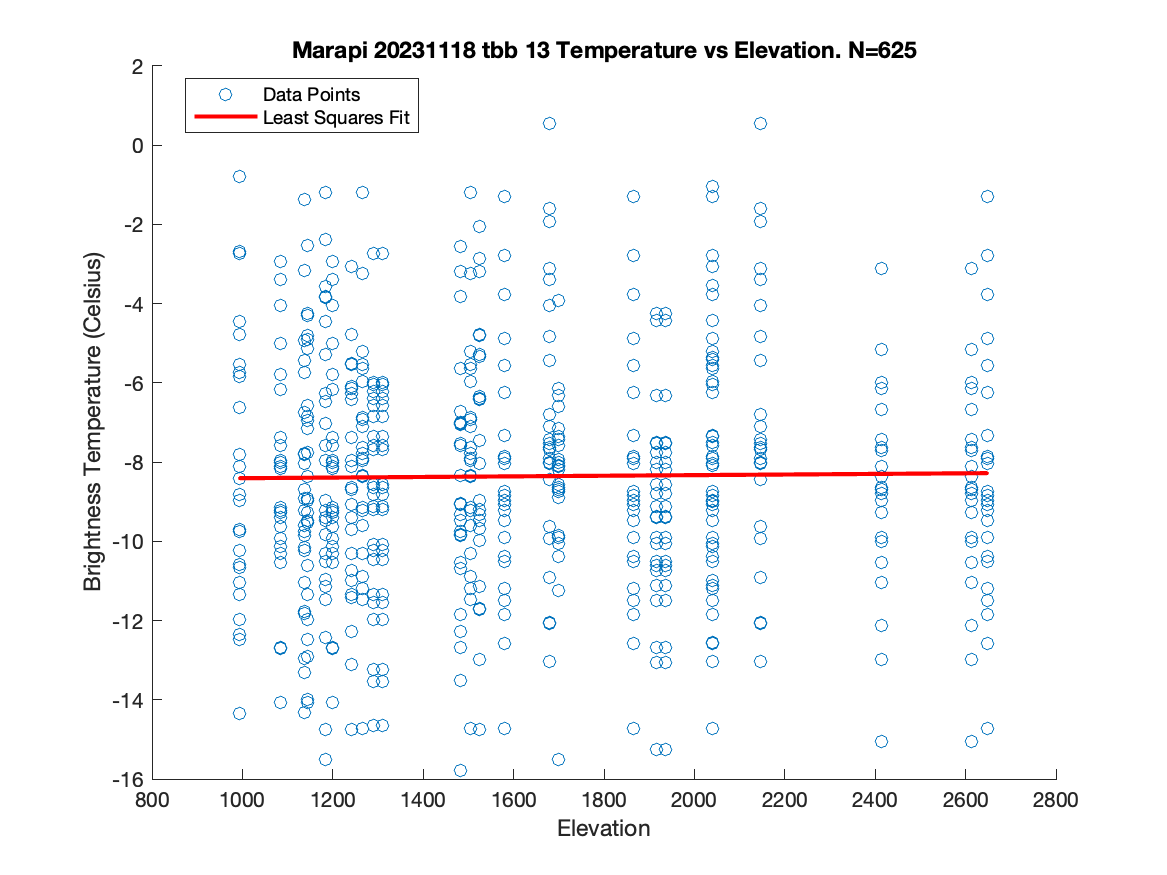 Marapi 20231118 tbb 13 Temperature vs Elevation. N=625
Data Points
Least Squares Fit
Brightness Temperature (Celsius)
2
0
-2
-4
-6
-8
-10
-12
-14
-16
800 1000 1200 1400 1600 1800 2000 2200 2400 2600 2800
Elevation